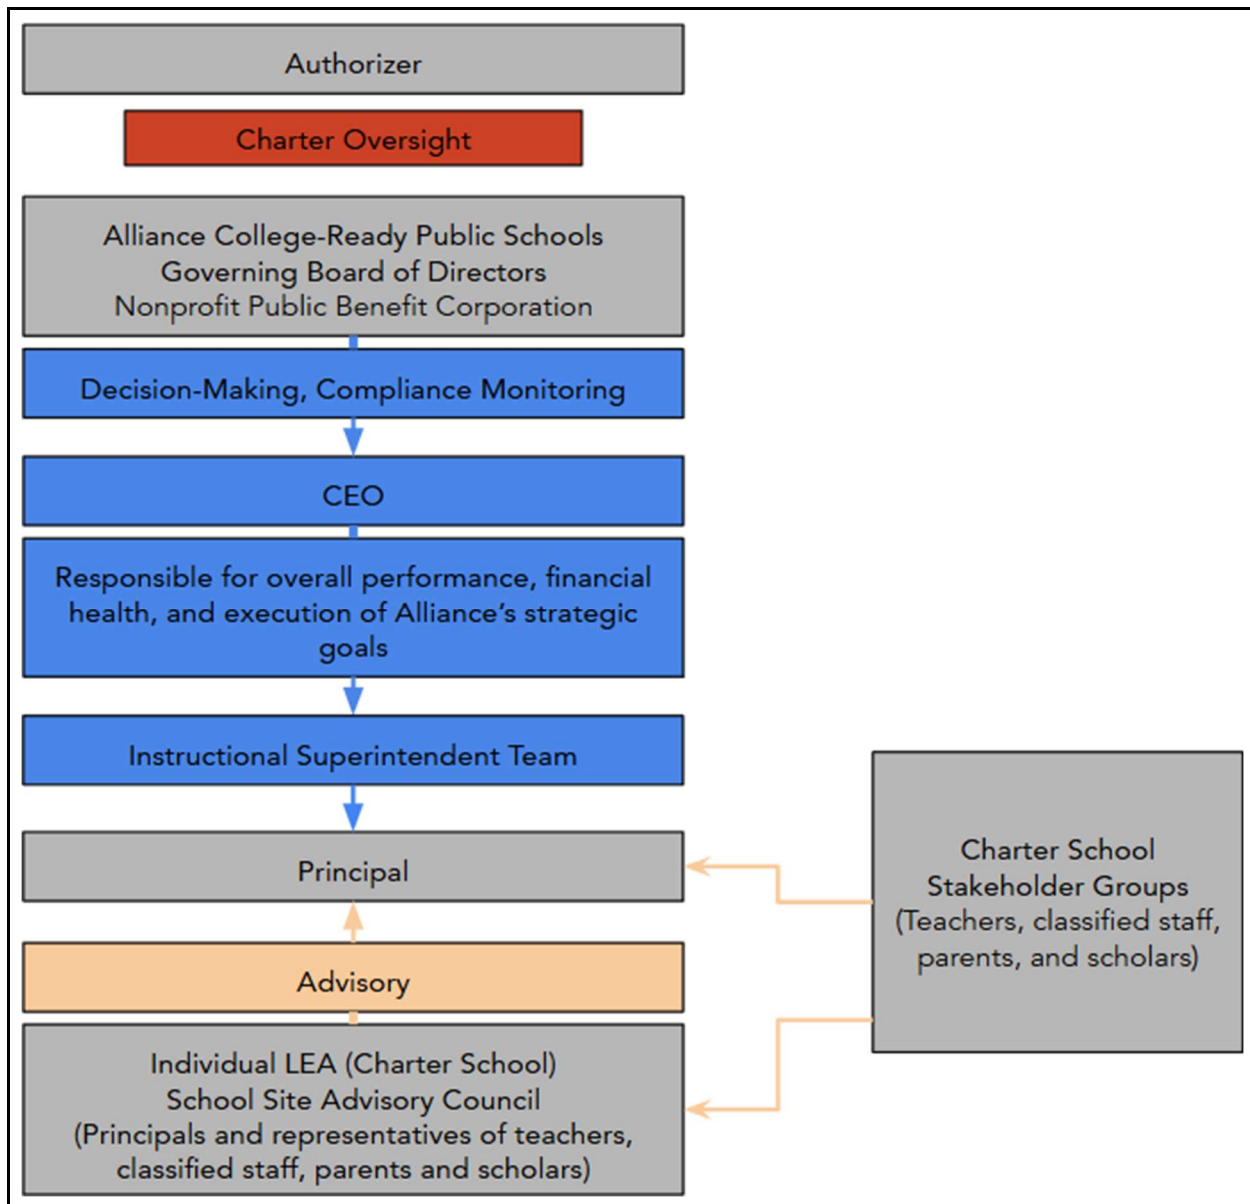 Authorizer
Charter Oversight
Alliance College-Ready Public Schools
Governing Board of Directors
Nonprofit Public Benefit Corporation
Decision-Making, Compliance Monitoring
CEO
Responsible for overall performance, financial
health, and execution of Alliance’s strategic
goals
Instructional Superintendent Team
Principal
Advisory
Individual LEA (Charter School)
School Site Advisory Council
(Principals and representatives of teachers,
classified staff, parents and scholars)
Charter School
Stakeholder Groups
(Teachers, classified staff,
parents, and scholars)